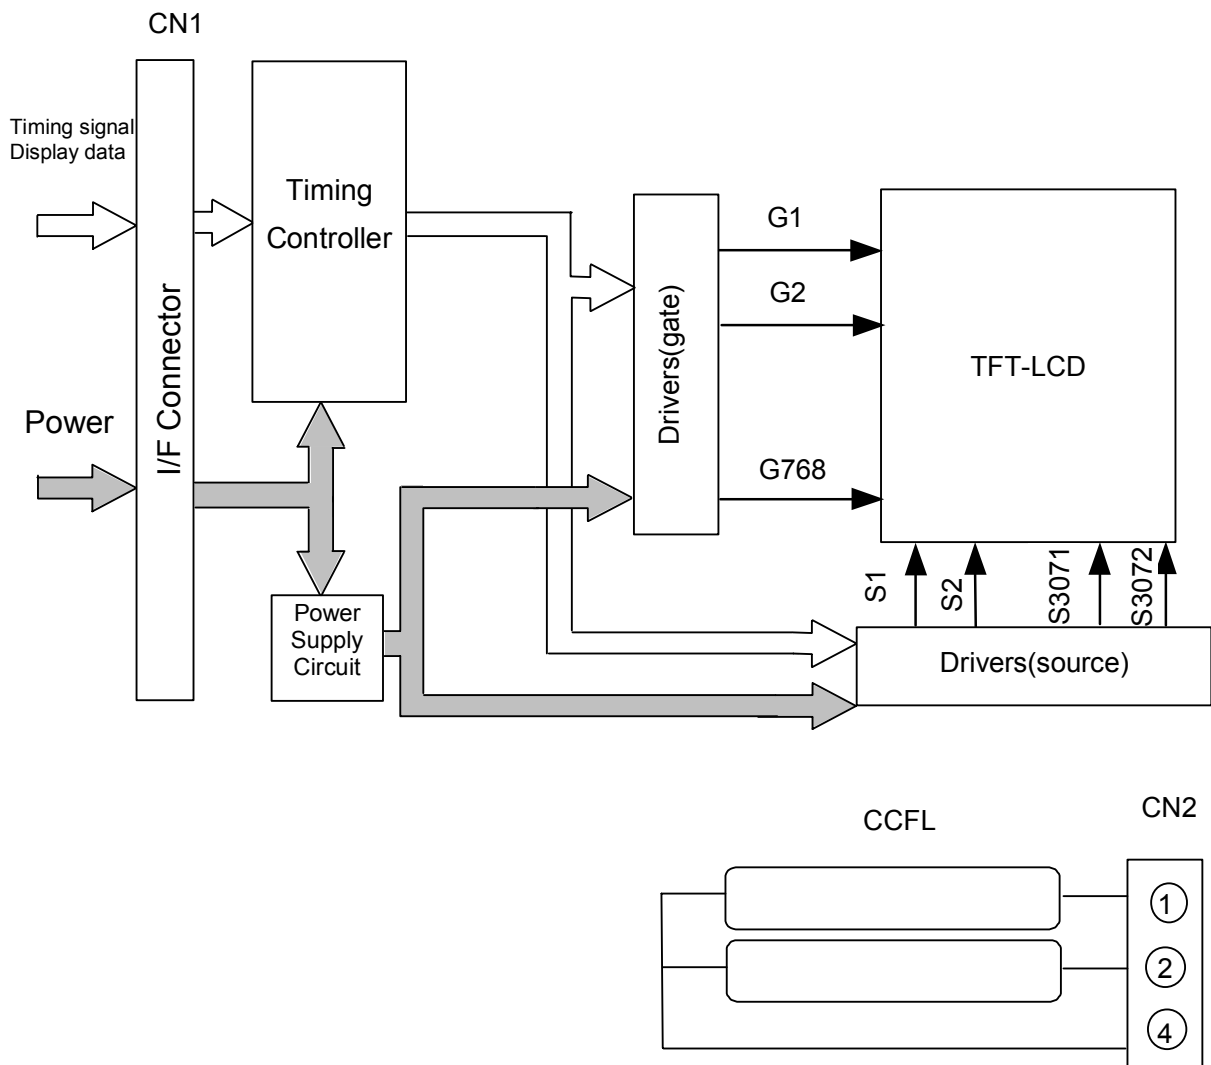 CN1
Timing signal
Display data
Power
I/F Connector
Timing
Controller
Power
Supply
Circuit
Drivers(gate)
G1
G2
G768
TFT-LCD
S1
S2
S3071
S3072
Drivers(source)
CCFL
CN2
1
2
4